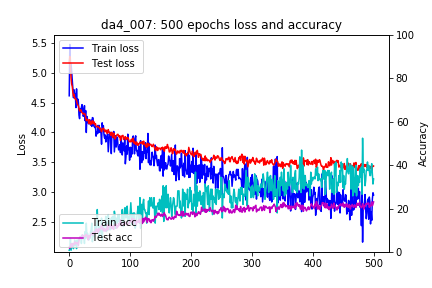 da4_007: 500 epochs loss and accuracy
Train loss
Test loss
Train acc
Test acc
Loss
5.5
5.0
4.5
4.0
3.5
3.0
2.5
Accuracy
100
80
60
40
20
0
0
100
200
300
400
500